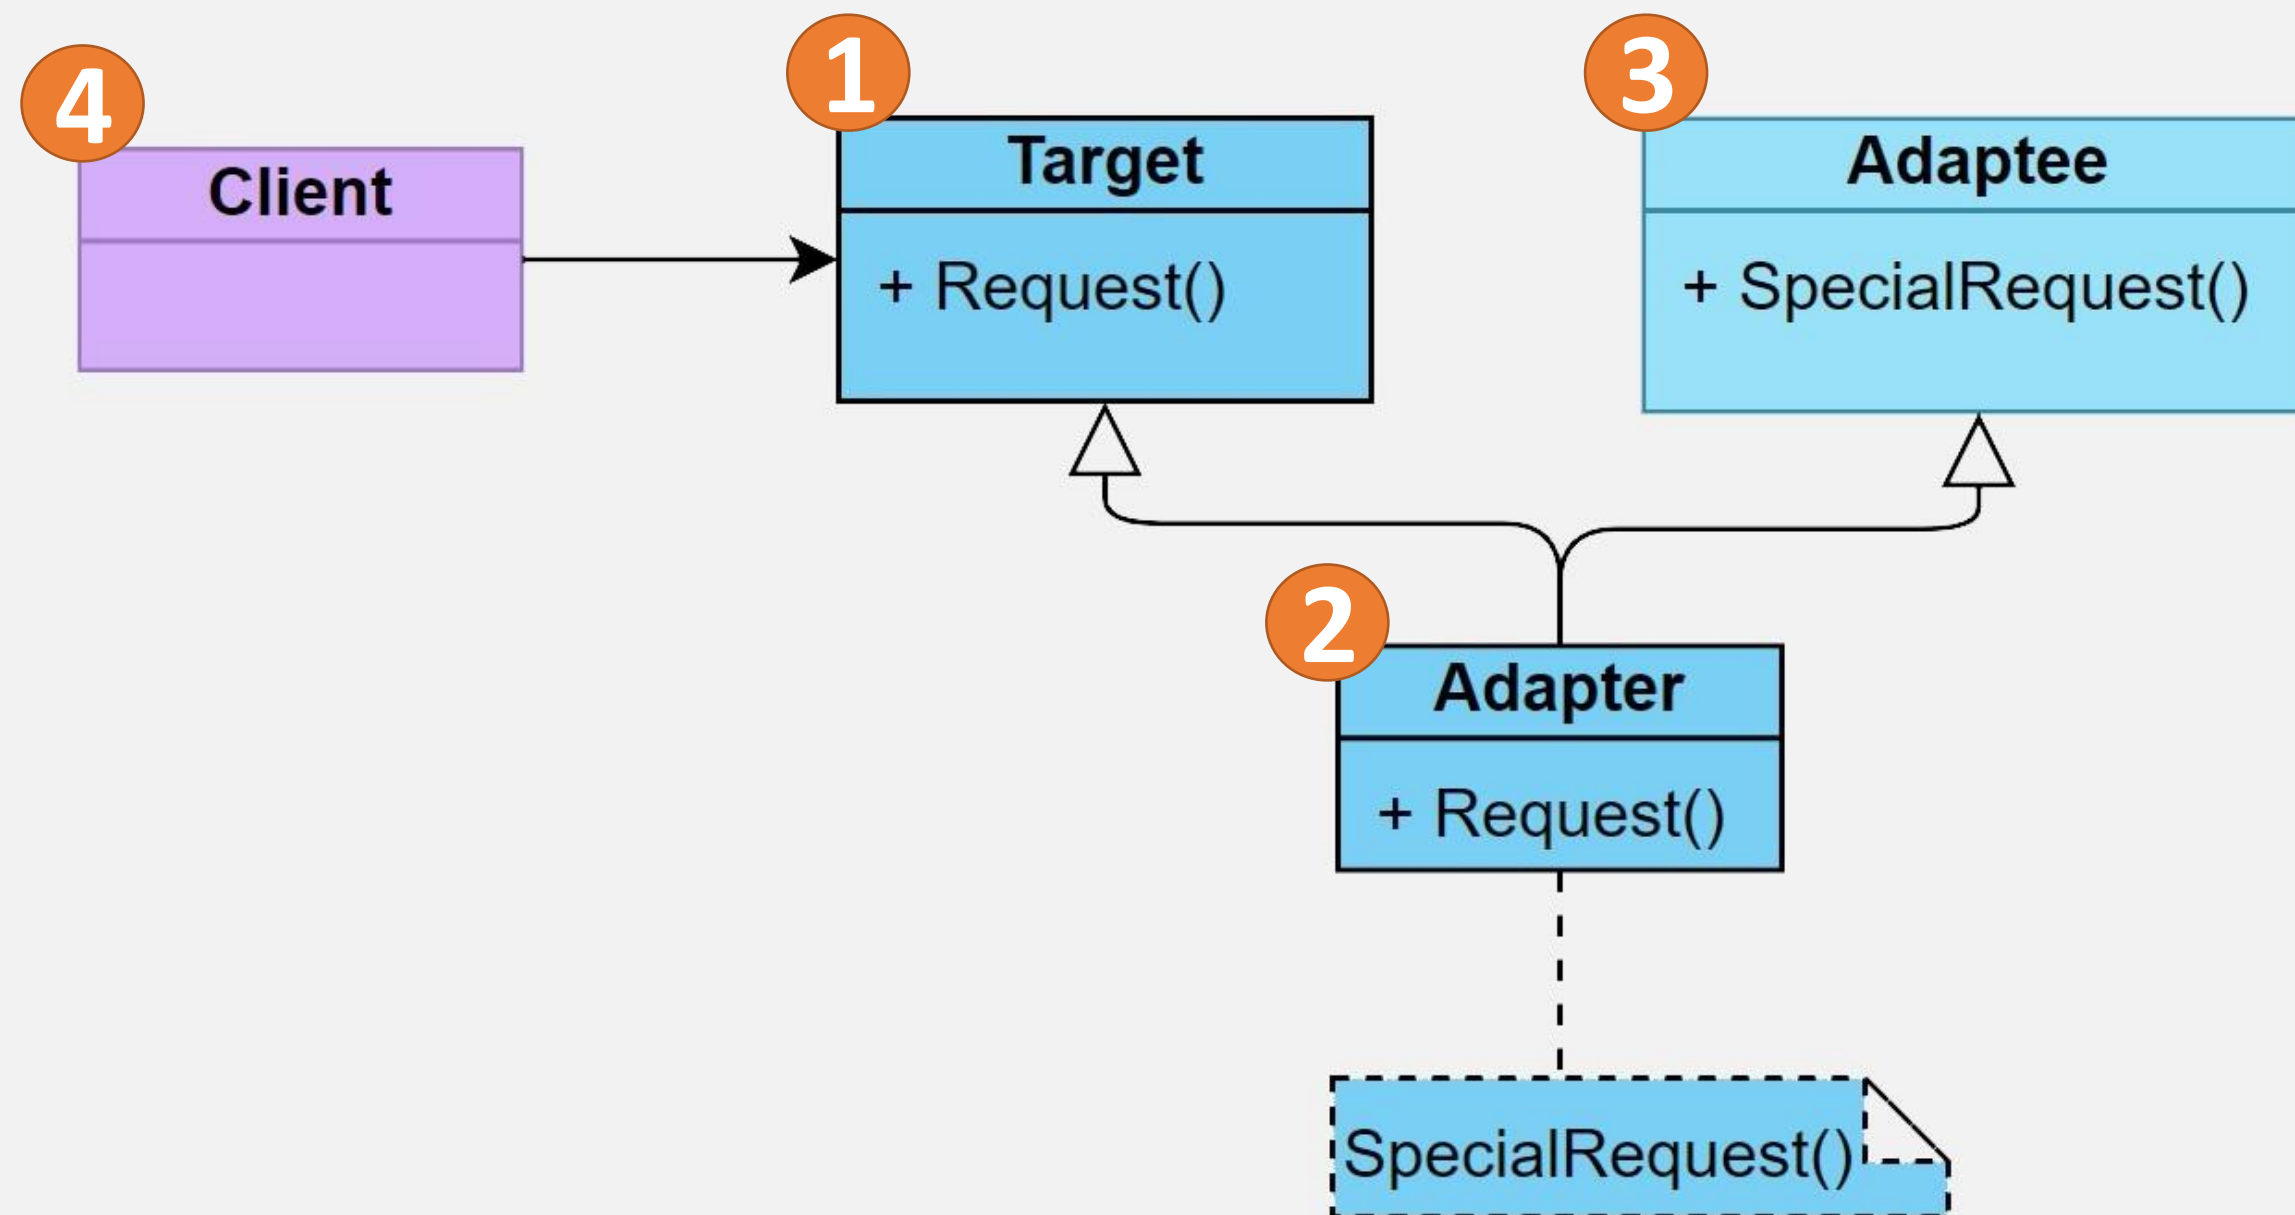 4
Client
1
Target
+ Request()
3
Adaptee
+ SpecialRequest()
2
Adapter
+ Request()
SpecialRequest()